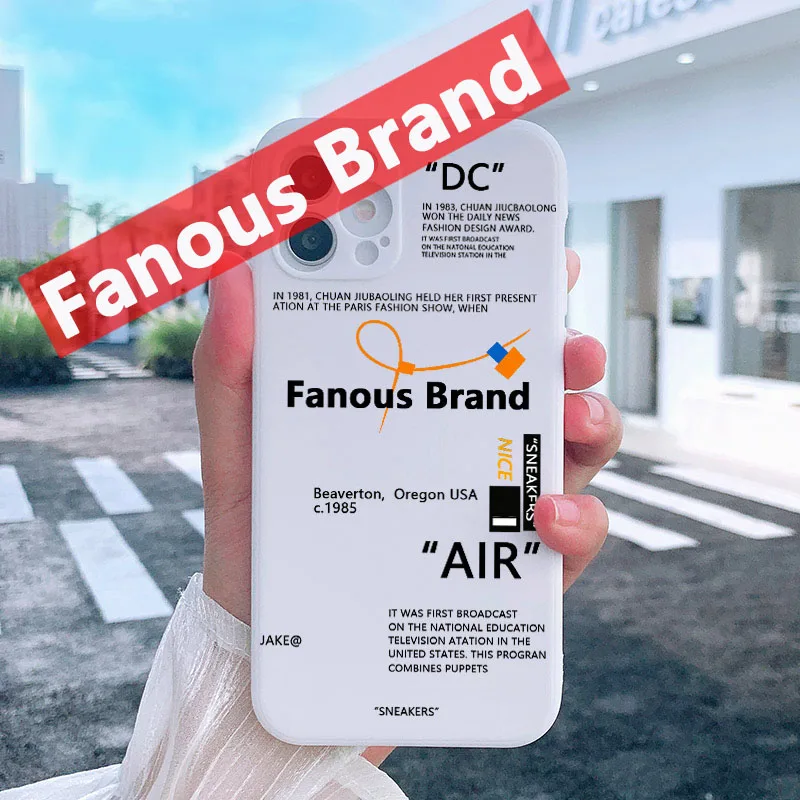 Fanous Brand
"DC"
IN 1983, CHUAN JIUCBAOLONG
WON THE DAILY NEWS
FASHION DESIGN AWARD.
IT WAS FIRST BROADCAST
ON THE NATONAL EDUCATION
TELEVISION SYATION IN THE
IN 1981, CHUAN JIUBAOLING HELD HER FIRST PRESENT
ATION AT THE PARIS FASHION SHOW, WHEN
Fanous Brand
NICE
"SNEAKERS"
Beaverton, Oregon USA
c.1985
"AIR"
IT WAS FIRST BROADCAST
ON THE NATIONAL EDUCATION
TELEVISION ATATION IN THE
UNITED STATES. THIS PROGRAN
COMBINES PUPPETS
JAKE@
"SNEAKERS"